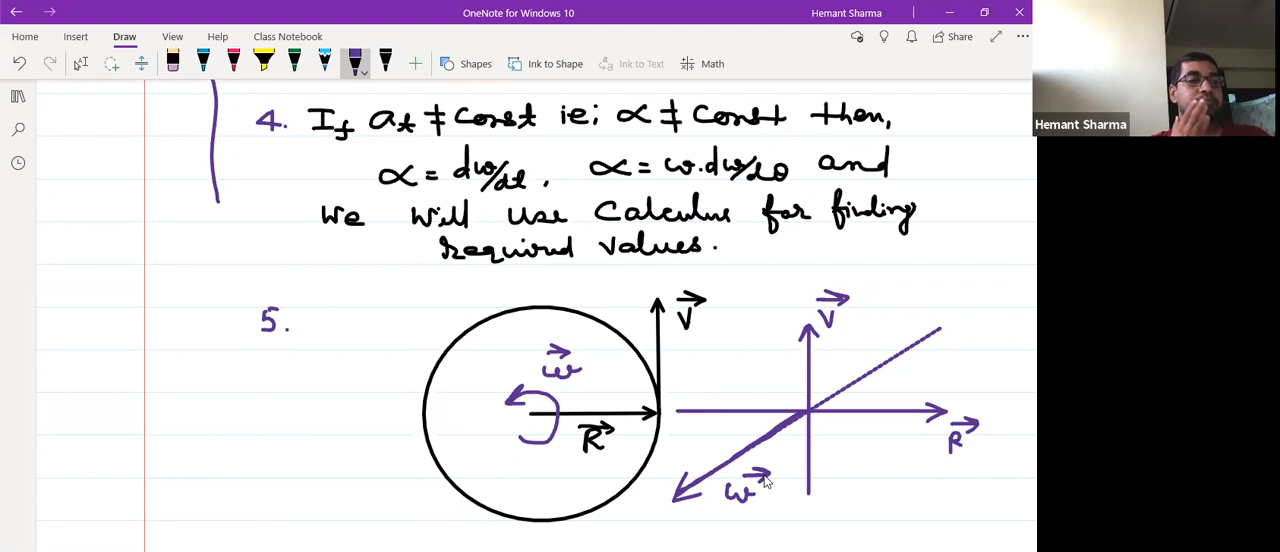 OneNote for Windows 10
Hemant Sharma
Home Insert Draw View Help Class Notebook
Share
Shapes Ink to Shape Ink to Text Math
Hemant Sharma
4. If at ≠ Const ie; α ≠ Const then,
α = dω/dt, α = ω.dω/dθ and
We will use Calculus for finding
required values.
5.
V
V
ω
R
R
ω